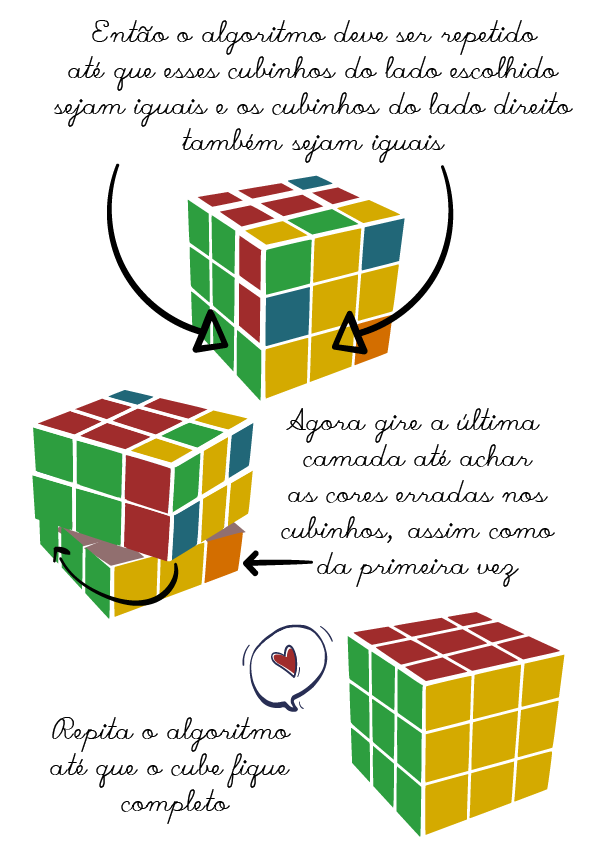 Então o algoritmo deve ser repetido
até que esses cubinhos do lado escolhido
sejam iguais e os cubinhos do lado direito
também sejam iguais
Agora gire a última
camada até achar
as cores erradas nos
cubinhos, assim como
da primeira vez
Repita o algoritmo
até que o cube fique
completo